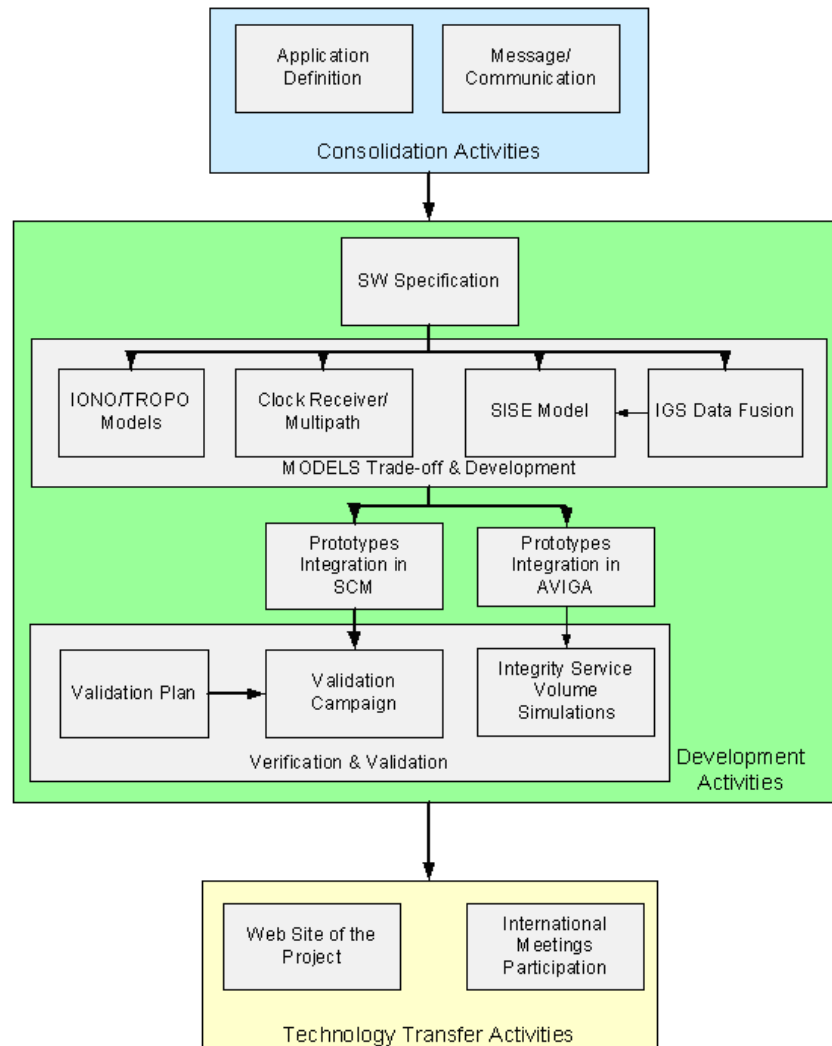 Application
Definition
Message/
Communication
Consolidation Activities
SW Specification
IONO/TROPO
Models
Clock Receiver/
Multipath
SISE Model
IGS Data Fusion
MODELS Trade-off & Development
Prototypes
Integration in
SCM
Prototypes
Integration in
AVIGA
Validation Plan
Validation
Campaign
Integrity Service
Volume
Simulations
Verification & Validation
Development
Activities
Web Site of the
Project
International
Meetings
Participation
Technology Transfer Activities